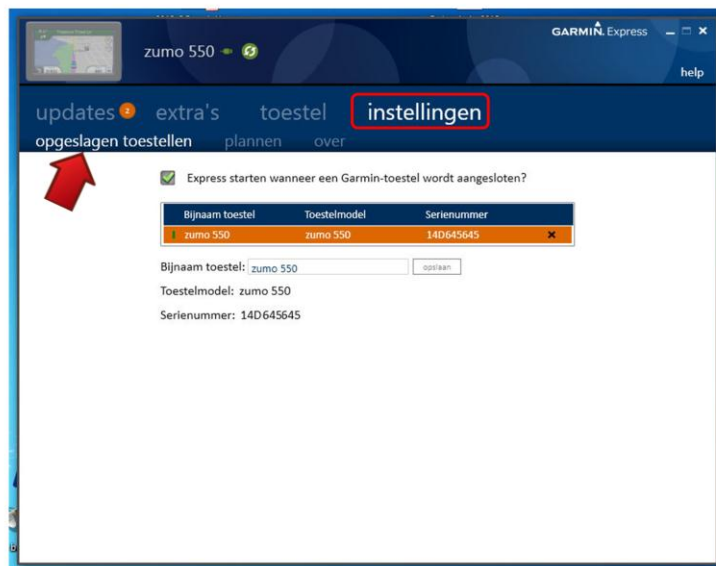 zumo 550
GARMIN. Express
help
updates 2 extra's toestel instellingen
opgeslagen toestellen plannen over
Express starten wanneer een Garmin-toestel wordt aangesloten?
Bijnaam toestel Toestelmodel Serienummer
zumo 550 zumo 550 14D645645
Bijnaam toestel: zumo 550 opslaan
Toestelmodel: zumo 550
Serienummer: 14D645645